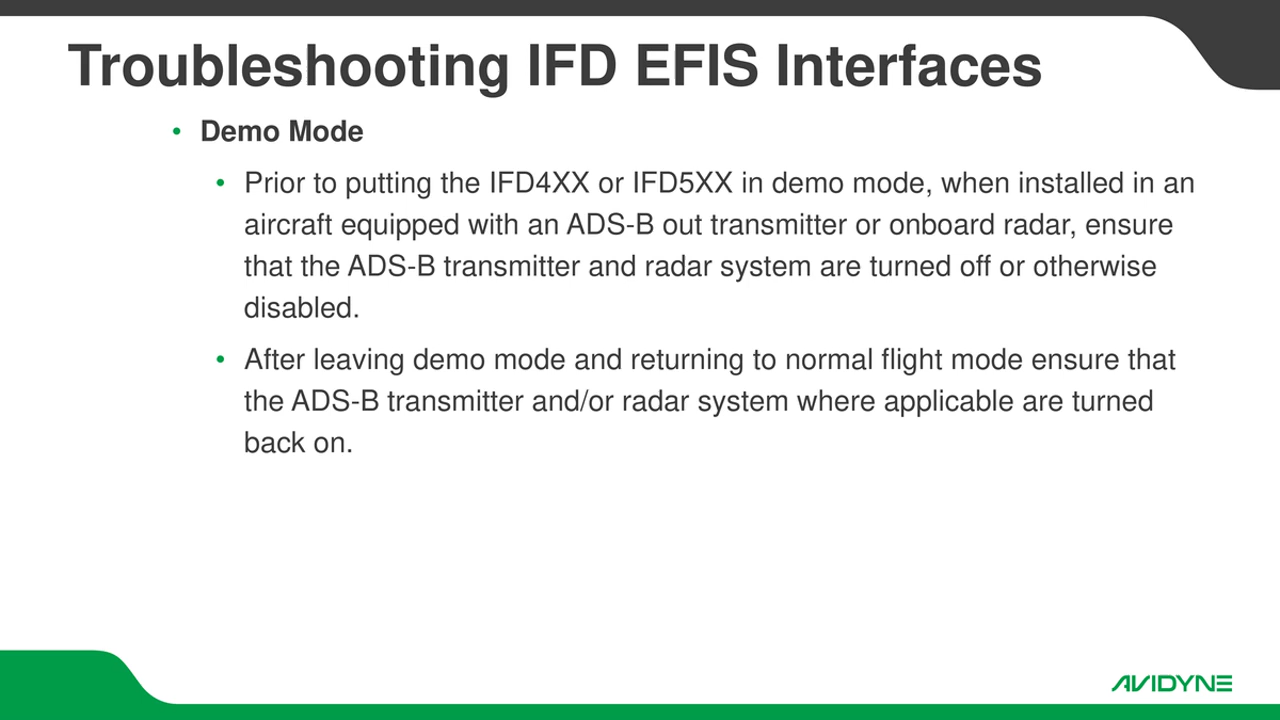 Troubleshooting IFD EFIS Interfaces
• Demo Mode
• Prior to putting the IFD4XX or IFD5XX in demo mode, when installed in an
aircraft equipped with an ADS-B out transmitter or onboard radar, ensure
that the ADS-B transmitter and radar system are turned off or otherwise
disabled.
• After leaving demo mode and returning to normal flight mode ensure that
the ADS-B transmitter and/or radar system where applicable are turned
back on.
AVIDYNE